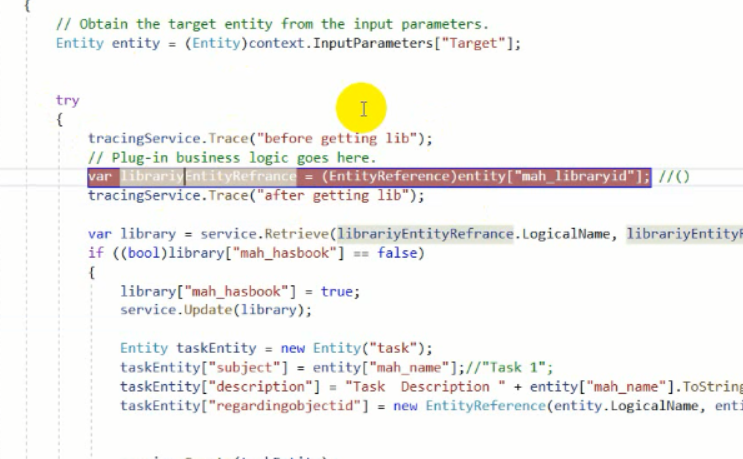 {
// Obtain the target entity from the input parameters.
Entity entity = (Entity)context.InputParameters["Target"];
try
{
tracingService.Trace("before getting lib");
// Plug-in business logic goes here.
var librariyEntityRefrance = (EntityReference)entity["mah_libraryid"]; //()
tracingService.Trace("after getting lib");
var library = service.Retrieve(librariyEntityRefrance.LogicalName, librariyEntityR
if ((bool)library["mah_hasbook"] == false)
{
library["mah_hasbook"] = true;
service.Update(library);
Entity taskEntity = new Entity("task");
taskEntity["subject"] = entity["mah_name"];//"Task 1";
taskEntity["description"] = "Task  Description " + entity["mah_name"].ToString
taskEntity["regardingobjectid"] = new EntityReference(entity.LogicalName, enti